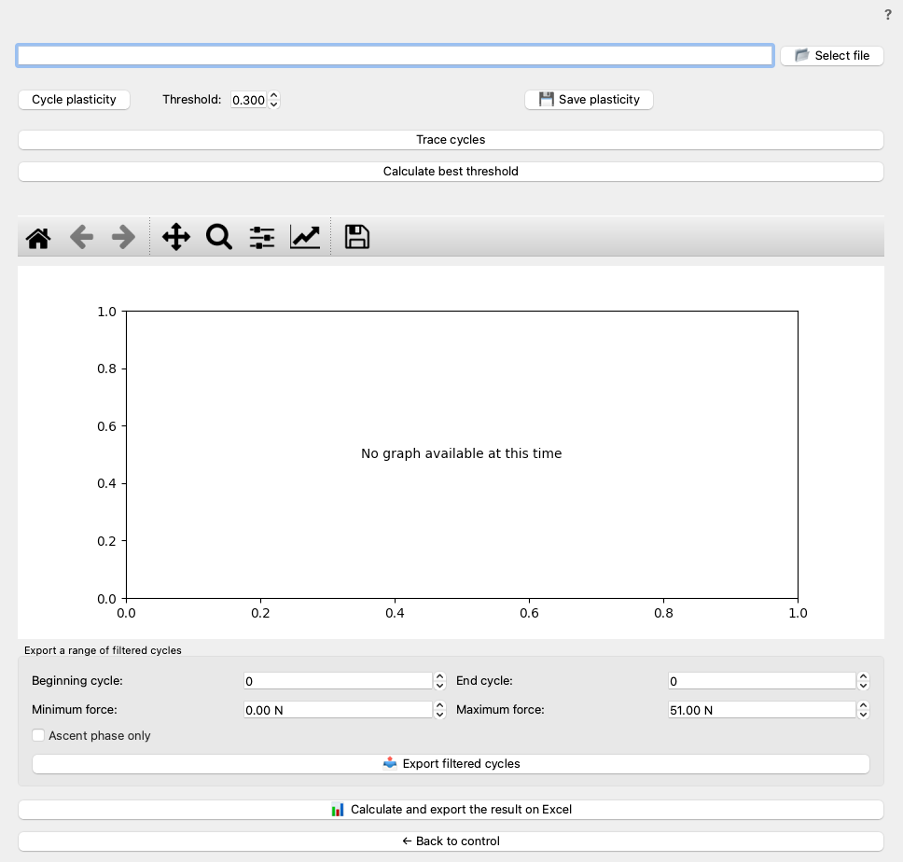 ?
Select file
Cycle plasticity Threshold: 0.300 Save plasticity
Trace cycles
Calculate best threshold
1.0
0.8
0.6
0.4
0.2
0.0
No graph available at this time
0.0 0.2 0.4 0.6 0.8 1.0
Export a range of filtered cycles
Beginning cycle: 0 End cycle: 0
Minimum force: 0.00 N Maximum force: 51.00 N
Ascent phase only
Export filtered cycles
Calculate and export the result on Excel
← Back to control